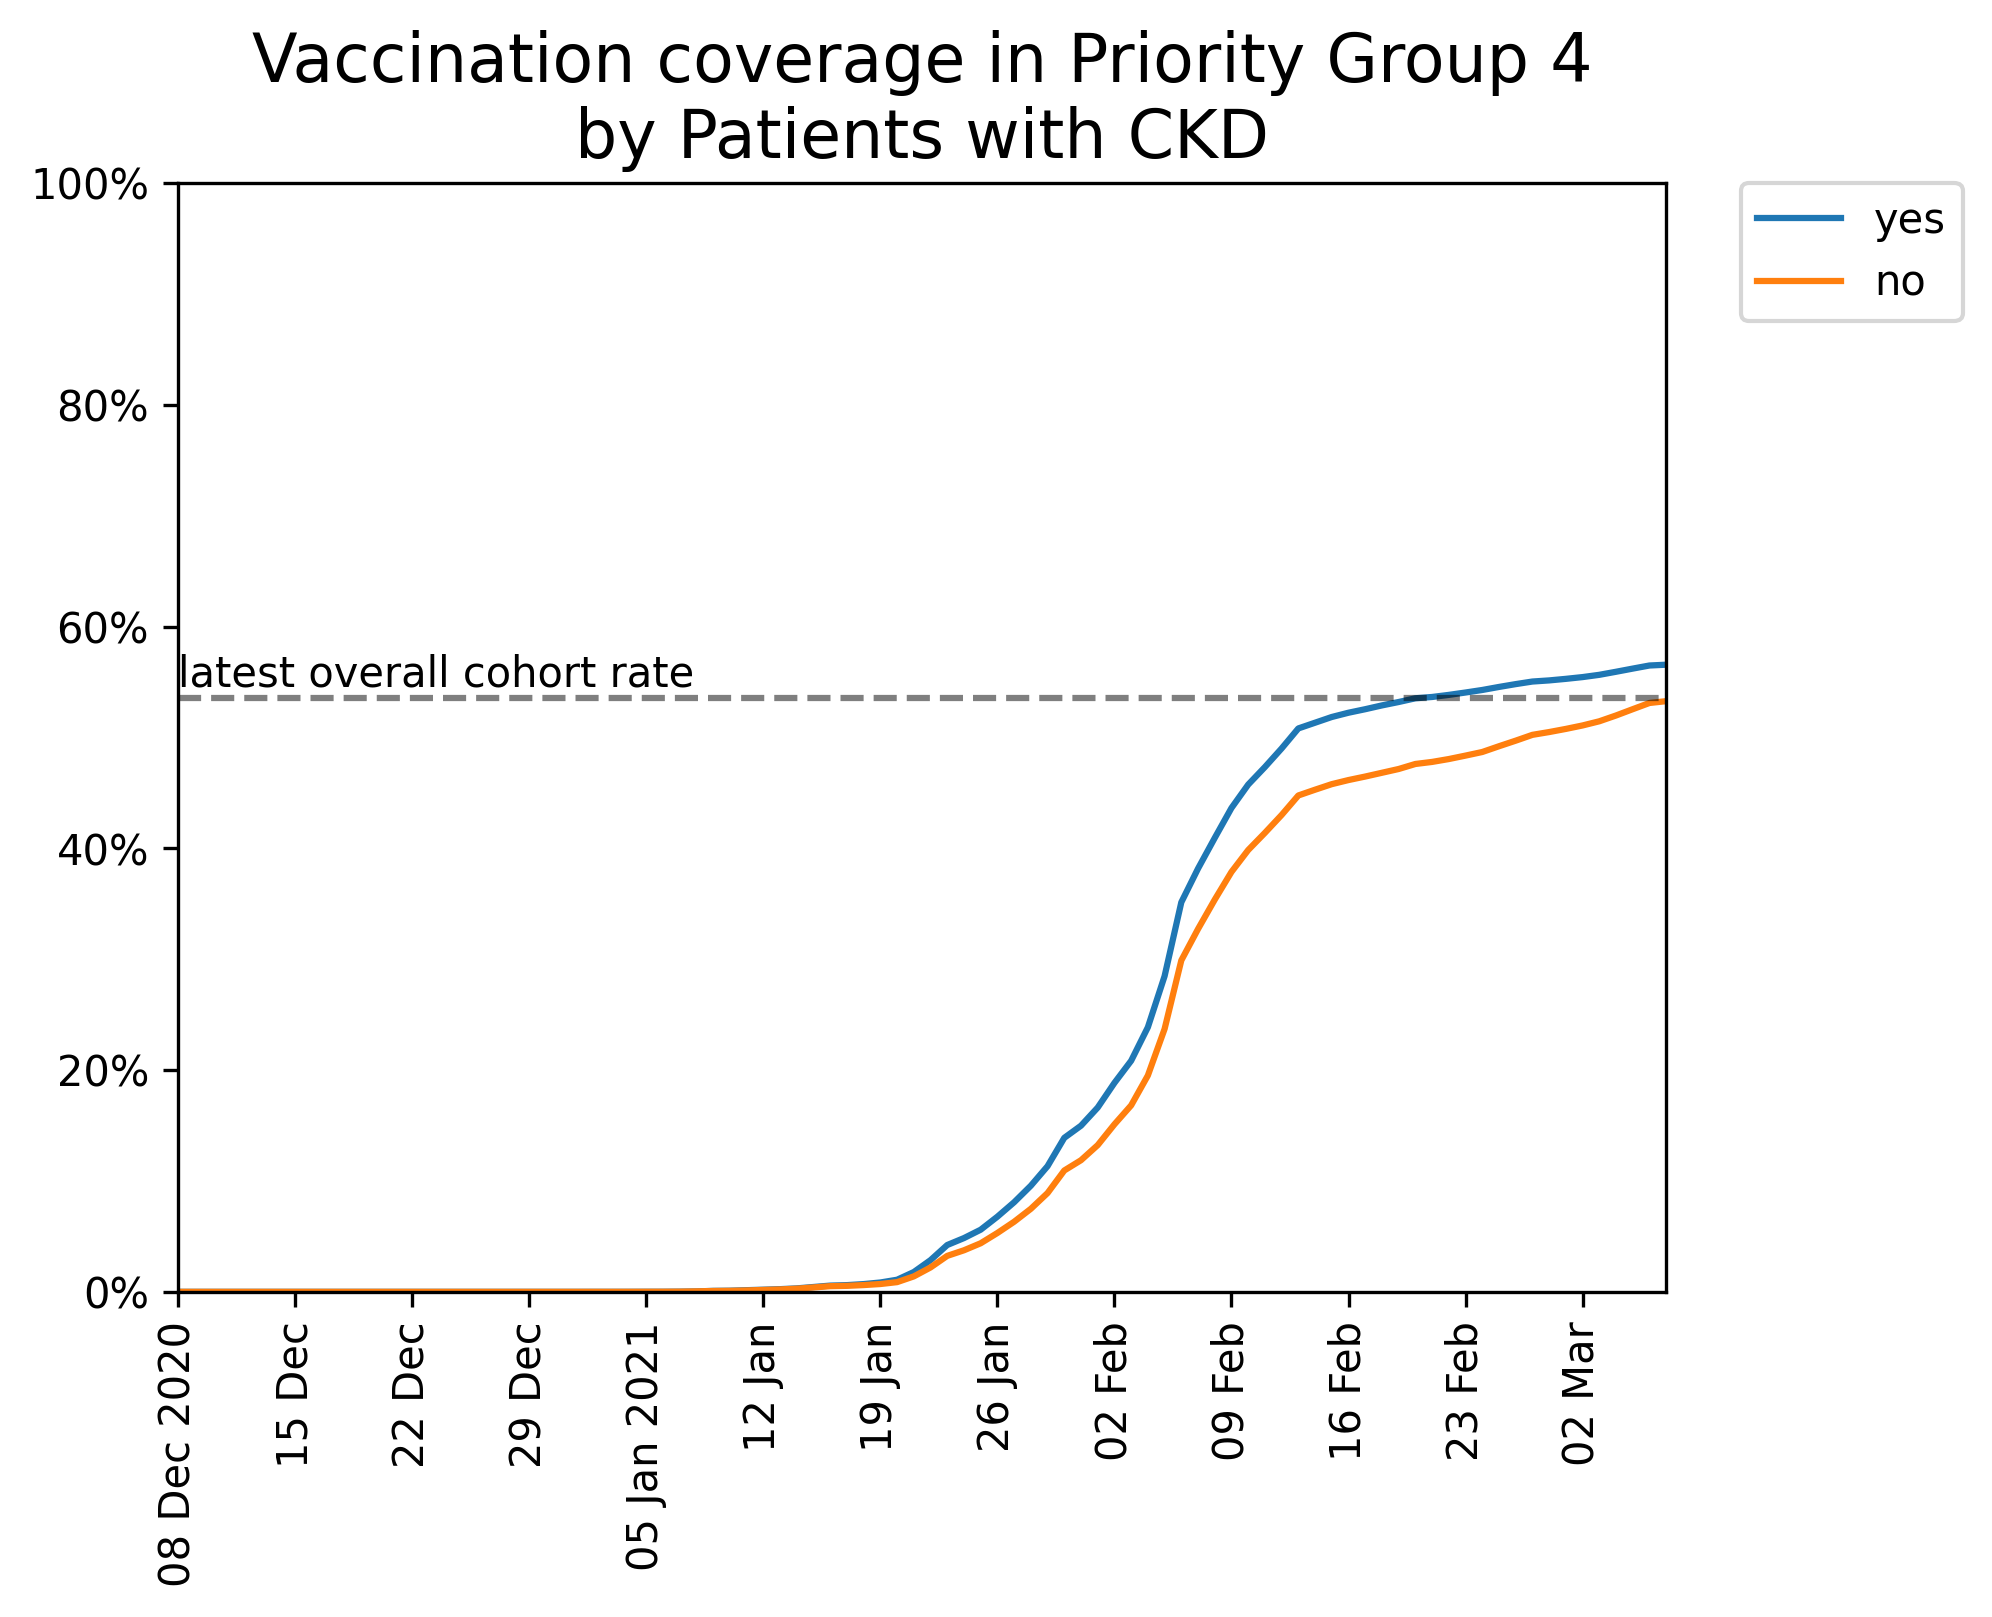 Vaccination coverage in Priority Group 4
by Patients with CKD
100%
80%
60%
40%
20%
0%
latest overall cohort rate
yes
no
08 Dec 2020
15 Dec
22 Dec
29 Dec
05 Jan 2021
12 Jan
19 Jan
26 Jan
02 Feb
09 Feb
16 Feb
23 Feb
02 Mar